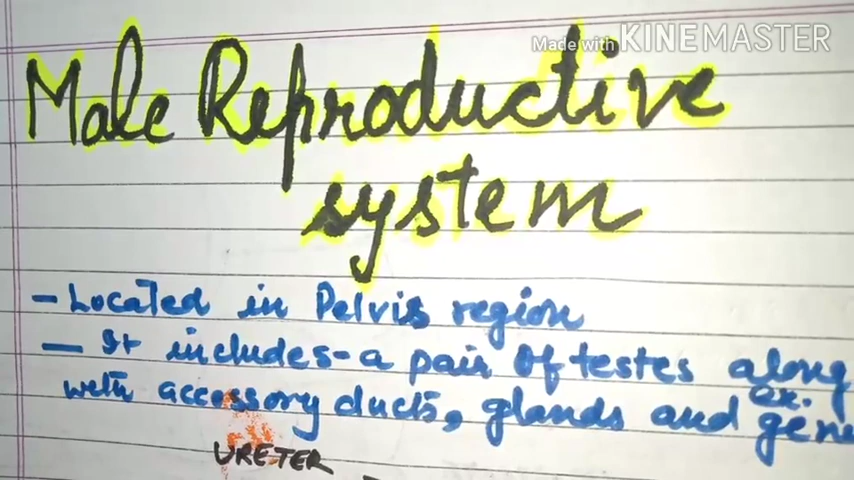 Made with KINEMASTER
Male Reproductive
system
- Located in Pelvis region
- It includes - a pair of testes along
ex.
with accessory ducts, glands and
URETER